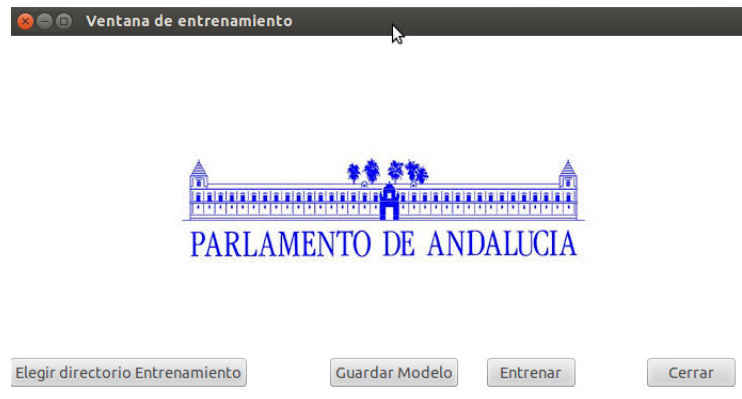 Ventana de entrenamiento
PARLAMENTO DE ANDALUCIA
Elegir directorio Entrenamiento Guardar Modelo Entrenar Cerrar